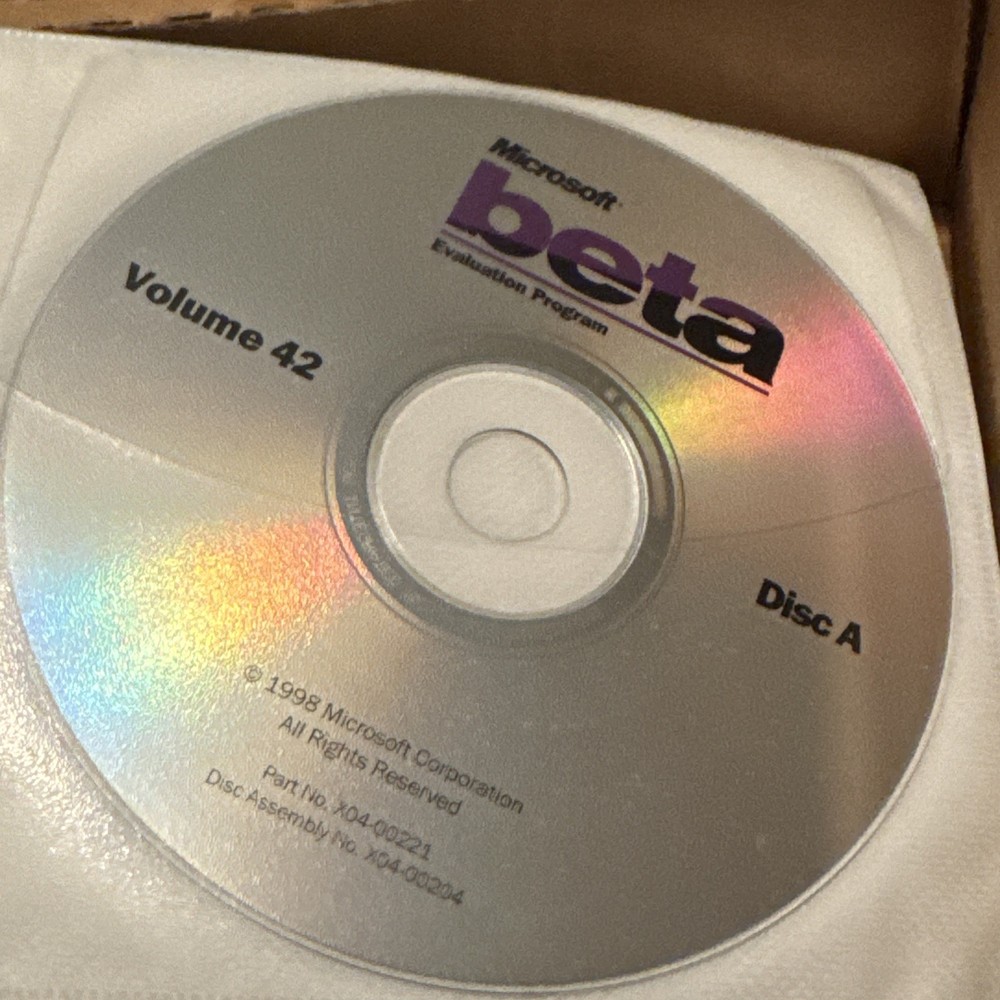 Microsoft
beta
Evaluation Program
Volume 42
Disc A
© 1998 Microsoft Corporation
All Rights Reserved
Part No. X04-00221
Disc Assembly No. X04-00204